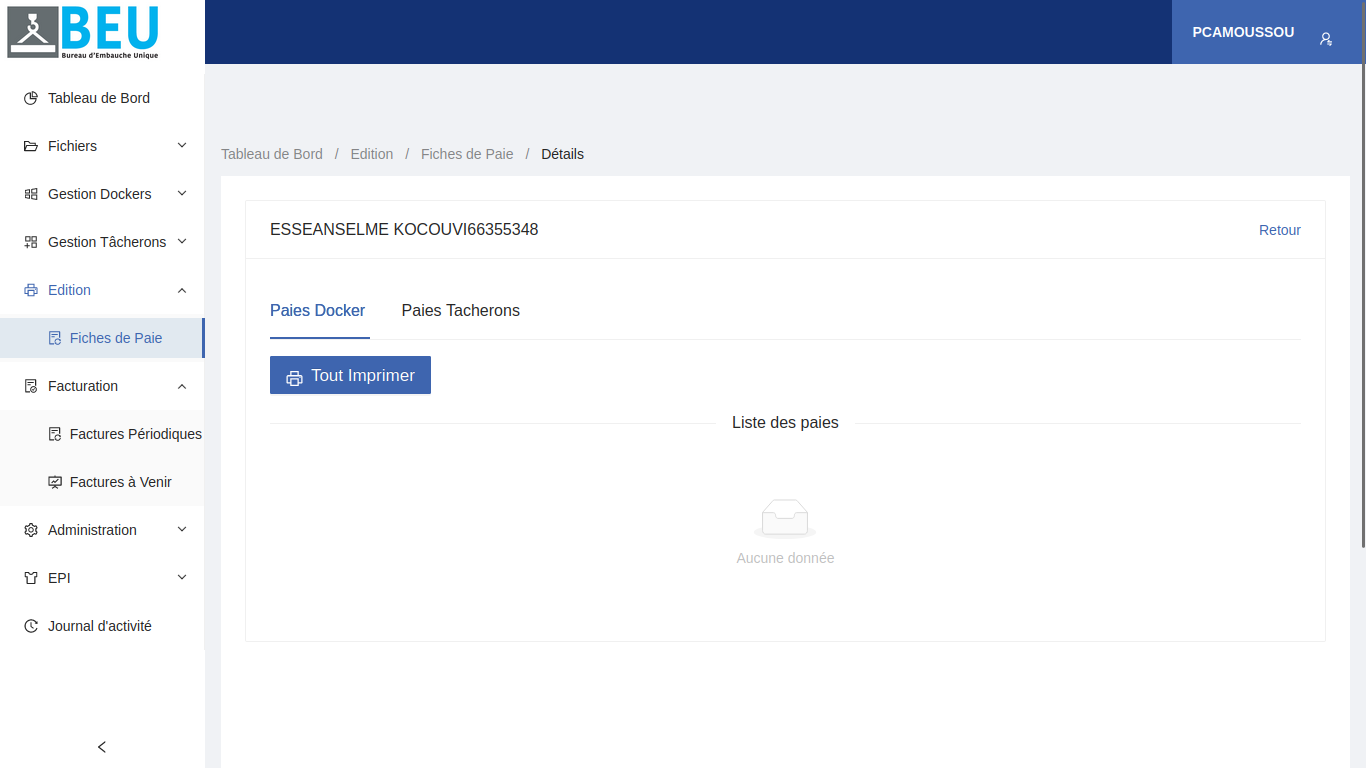 BEU
Bureau d'Embauche Unique
PCAMOUSSOU
Tableau de Bord
Fichiers
Gestion Dockers
Gestion Tâcherons
Edition
Fiches de Paie
Facturation
Factures Périodiques
Factures à Venir
Administration
EPI
Journal d'activité
Tableau de Bord / Edition / Fiches de Paie / Détails
ESSEANSELME KOCOUVI66355348
Retour
Paies Docker Paies Tacherons
Tout Imprimer
Liste des paies
Aucune donnée